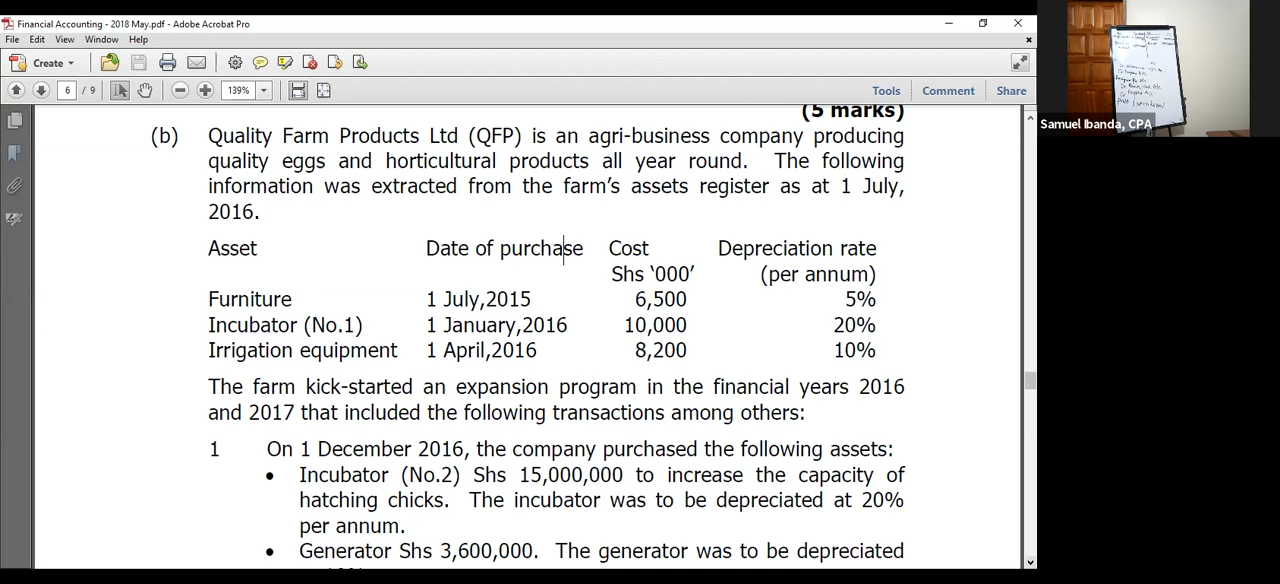 Financial Accounting - 2018 May.pdf - Adobe Acrobat Pro
File Edit View Window Help
Create
6 / 9 139% Tools Comment Share
(5 marks)
(b) Quality Farm Products Ltd (QFP) is an agri-business company producing
quality eggs and horticultural products all year round. The following
information was extracted from the farm's assets register as at 1 July,
2016.
Asset Date of purchase Cost Depreciation rate
Shs '000' (per annum)
Furniture 1 July,2015 6,500 5%
Incubator (No.1) 1 January,2016 10,000 20%
Irrigation equipment 1 April,2016 8,200 10%
The farm kick-started an expansion program in the financial years 2016
and 2017 that included the following transactions among others:
1 On 1 December 2016, the company purchased the following assets:
• Incubator (No.2) Shs 15,000,000 to increase the capacity of
hatching chicks. The incubator was to be depreciated at 20%
per annum.
• Generator Shs 3,600,000. The generator was to be depreciated
Samuel Ibanda, CPA